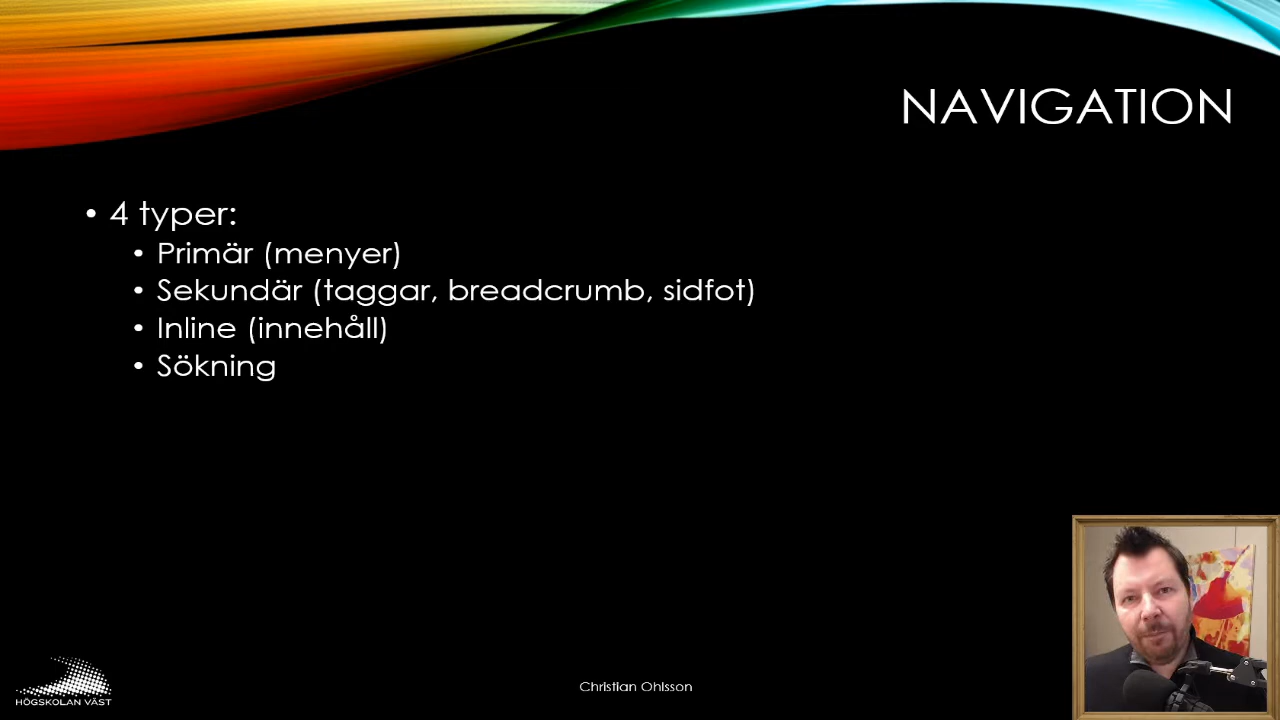 NAVIGATION
• 4 typer:
• Primär (menyer)
• Sekundär (taggar, breadcrumb, sidfot)
• Inline (innehåll)
• Sökning
HÖGSKOLAN VÄST
Christian Ohlsson